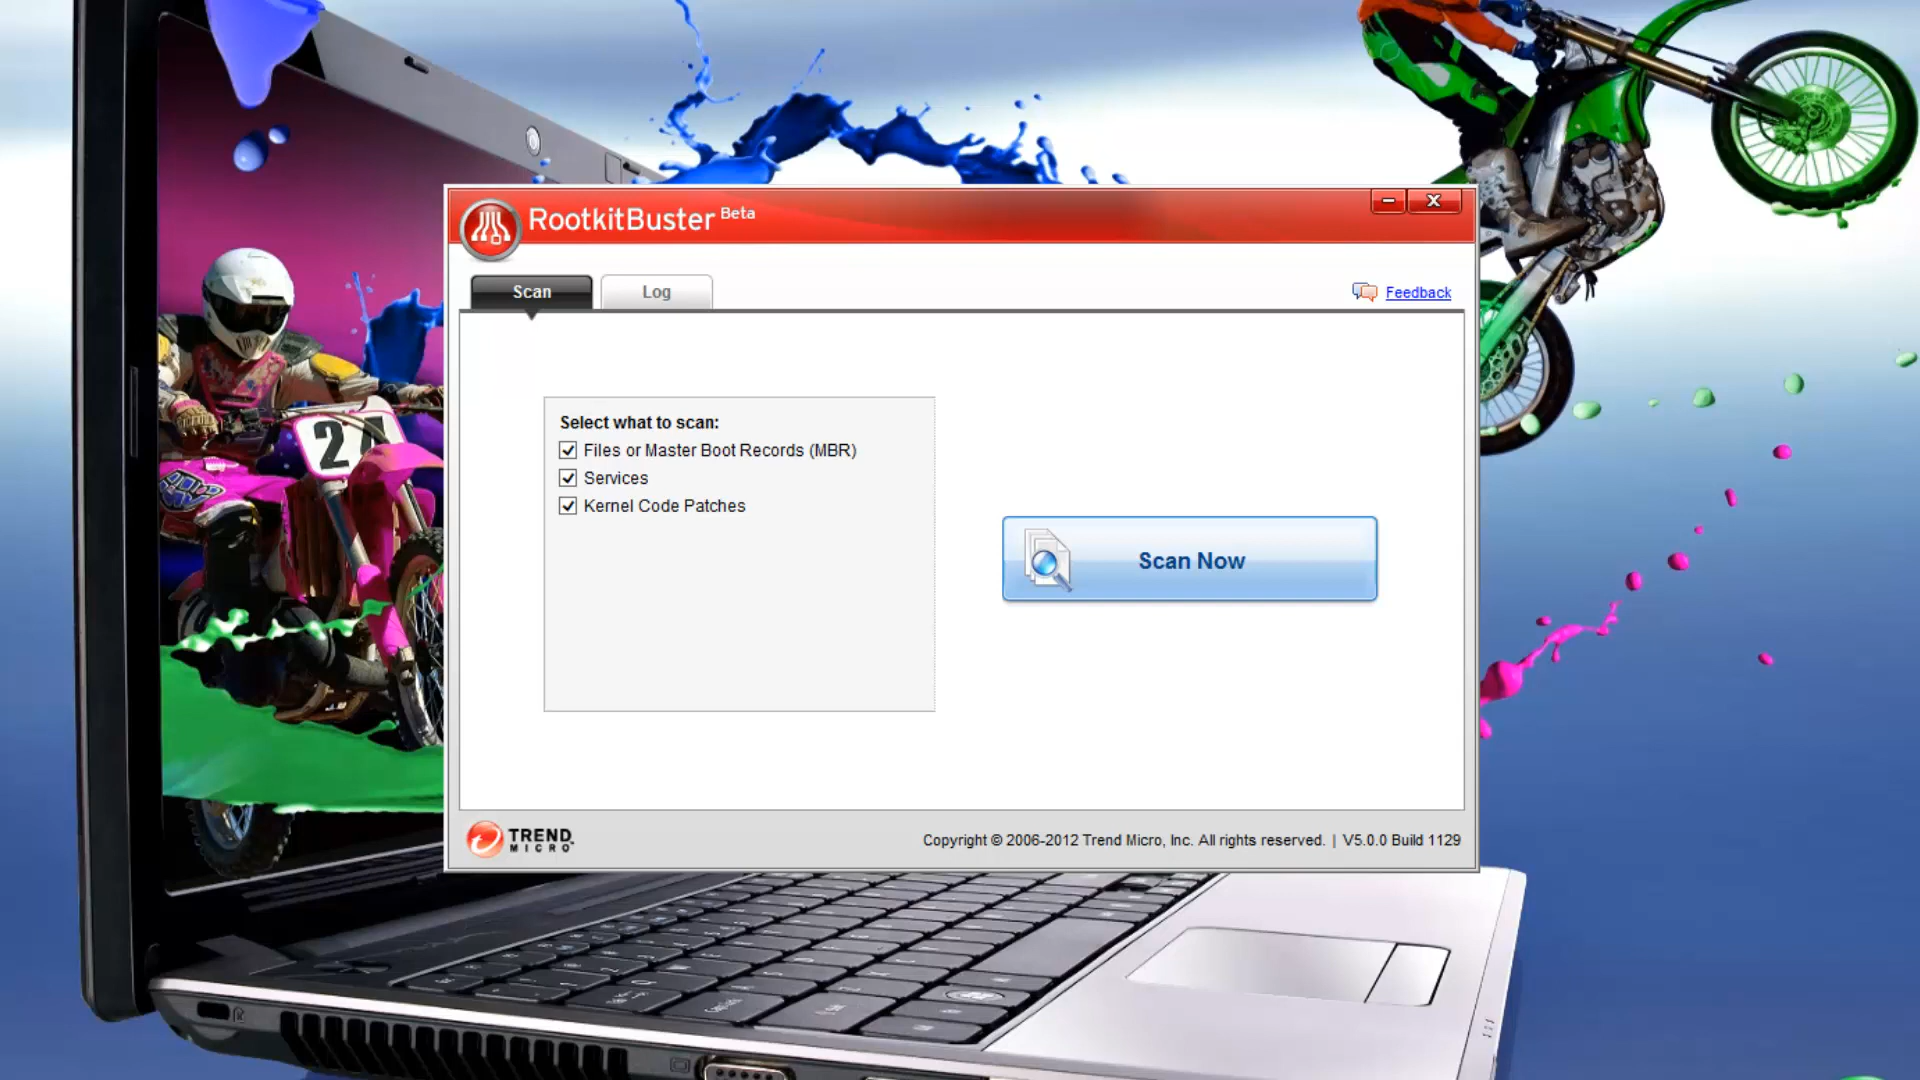 RootkitBuster Beta
Scan
Log
Feedback
Select what to scan:
Files or Master Boot Records (MBR)
Services
Kernel Code Patches
Scan Now
TREND
MICRO
Copyright © 2006-2012 Trend Micro, Inc. All rights reserved. | V5.0.0 Build 1129